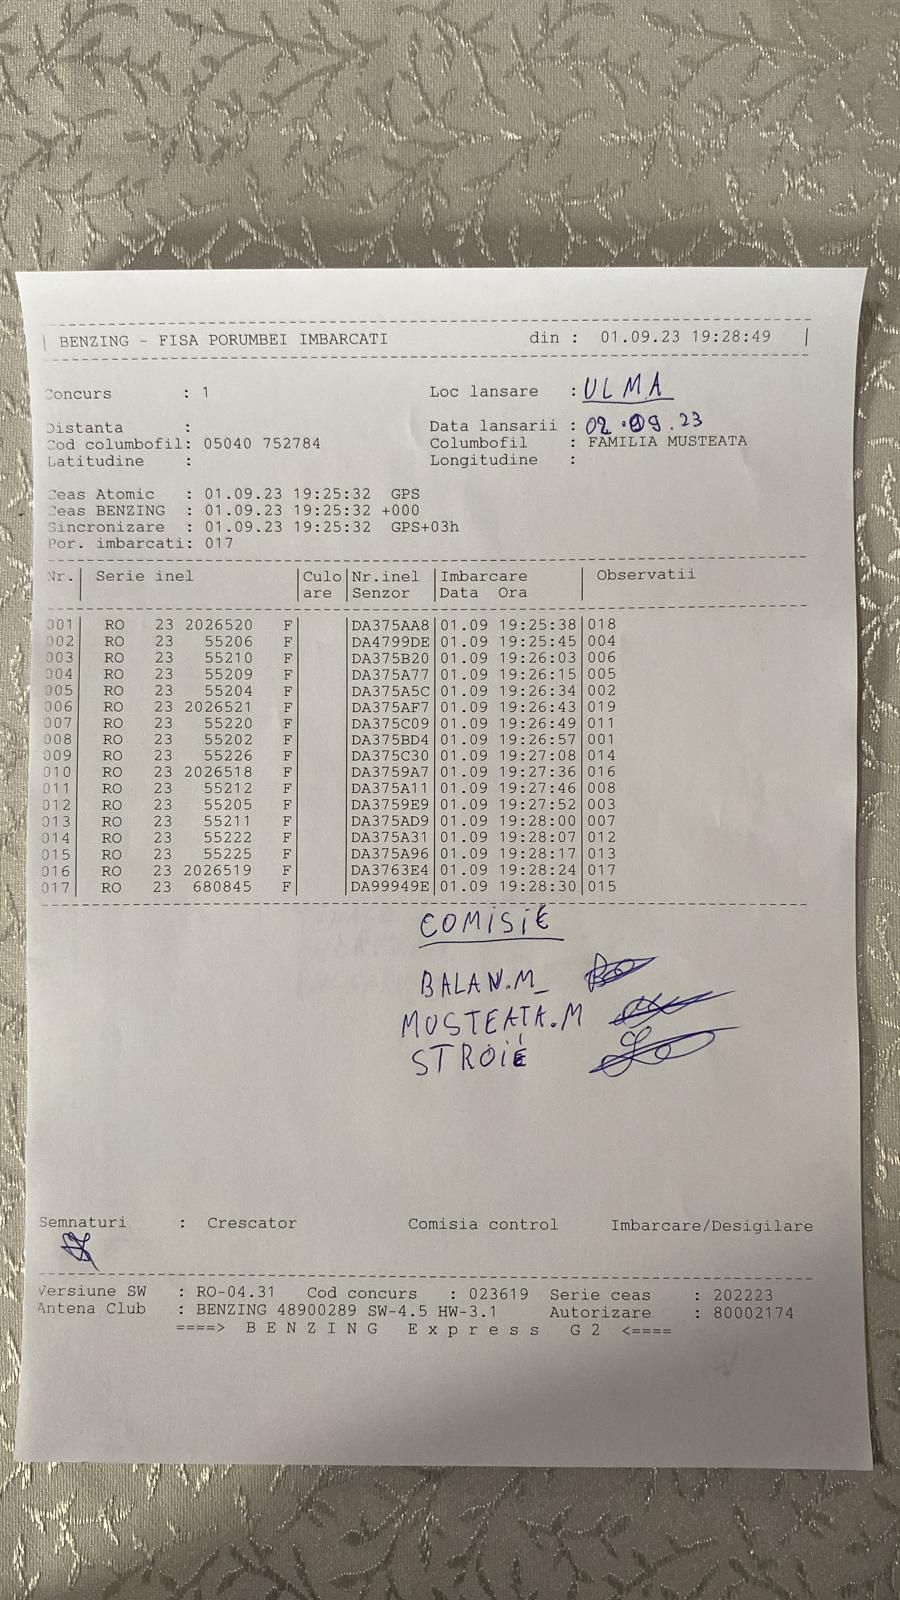 BENZING - FISA PORUMBEI IMBARCATI din : 01.09.23 19:28:49
Concurs : 1 Loc lansare : ULMA
Distanta : Data lansarii : 02.09.23
Cod columbofil: 05040 752784 Columbofil : FAMILIA MUSTEATA
Latitudine : Longitudine :
Ceas Atomic : 01.09.23 19:25:32 GPS
Ceas BENZING : 01.09.23 19:25:32 +000
Sincronizare : 01.09.23 19:25:32 GPS+03h
Por. imbarcati: 017
Nr. | Serie inel |Culo|Nr.inel |Imbarcare | Observatii
| |are |Senzor |Data Ora |
001| RO 23 2026520 F| |DA375AA8|01.09 19:25:38|018
002| RO 23 55206 F| |DA4799DE|01.09 19:25:45|004
003| RO 23 55210 F| |DA375B20|01.09 19:26:03|006
004| RO 23 55209 F| |DA375A77|01.09 19:26:15|005
005| RO 23 55204 F| |DA375A5C|01.09 19:26:34|002
006| RO 23 2026521 F| |DA375AF7|01.09 19:26:43|019
007| RO 23 55220 F| |DA375C09|01.09 19:26:49|011
008| RO 23 55202 F| |DA375BD4|01.09 19:26:57|001
009| RO 23 55226 F| |DA375C30|01.09 19:27:08|014
010| RO 23 2026518 F| |DA3759A7|01.09 19:27:36|016
011| RO 23 55212 F| |DA375A11|01.09 19:27:46|008
012| RO 23 55205 F| |DA3759E9|01.09 19:27:52|003
013| RO 23 55211 F| |DA375AD9|01.09 19:28:00|007
014| RO 23 55222 F| |DA375A31|01.09 19:28:07|012
015| RO 23 55225 F| |DA375A96|01.09 19:28:17|013
016| RO 23 2026519 F| |DA3763E4|01.09 19:28:24|017
017| RO 23 680845 F| |DA99949E|01.09 19:28:30|015
COMISIE
BALAN.M_
MUSTEATA.M
STROIE
Semnaturi : Crescator Comisia control Imbarcare/Desigilare
Versiune SW : RO-04.31 Cod concurs : 023619 Serie ceas : 202223
Antena Club : BENZING 48900289 SW-4.5 HW-3.1 Autorizare : 80002174
====> B E N Z I N G E x p r e s s G 2 <====